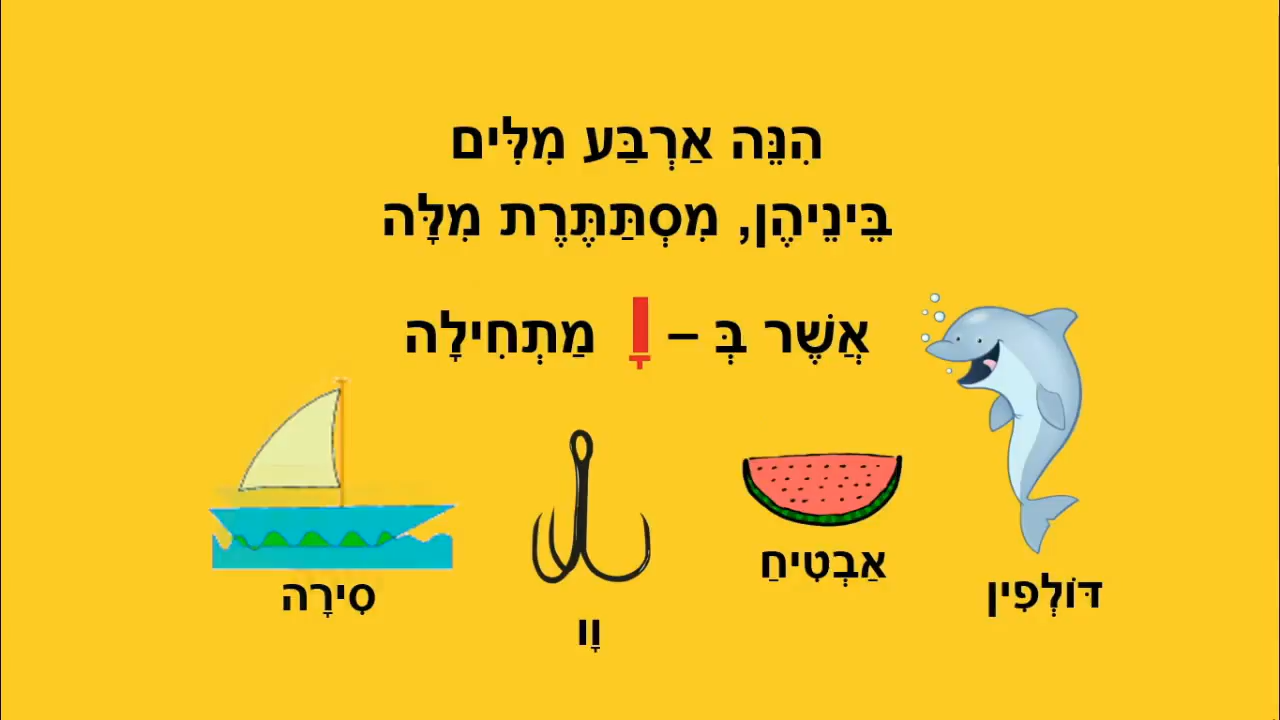 הִנֵּה אַרְבַּע מִלִּים
בֵּינֵיהֶן, מִסְתַּתֶּרֶת מִלָּה
אֲשֶׁר בְּ – וָ מַתְחִילָה
דּוֹלְפִין
אַבְטִיחַ
וָו
סִירָה